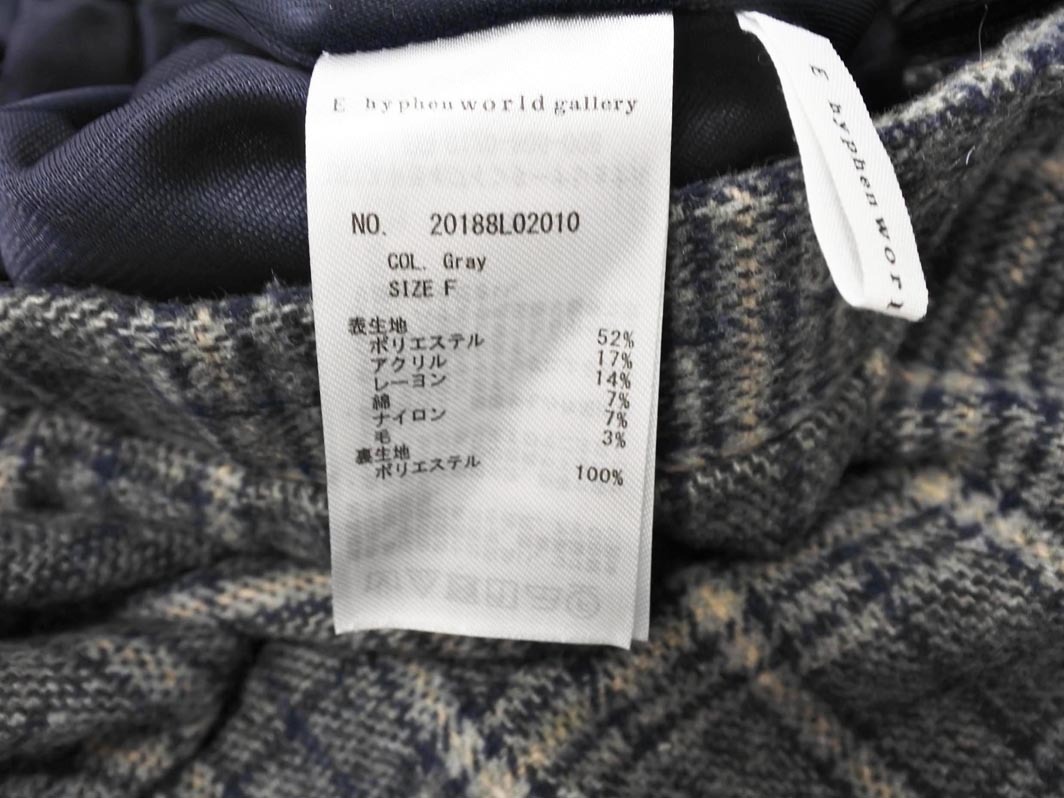 E hyphen world gallery
NO. 20188L02010
COL. Gray
SIZE F
表生地
ポリエステル 52%
アクリル 17%
レーヨン 14%
綿 7%
ナイロン 7%
毛 3%
裏生地
ポリエステル 100%
E hyphen worl